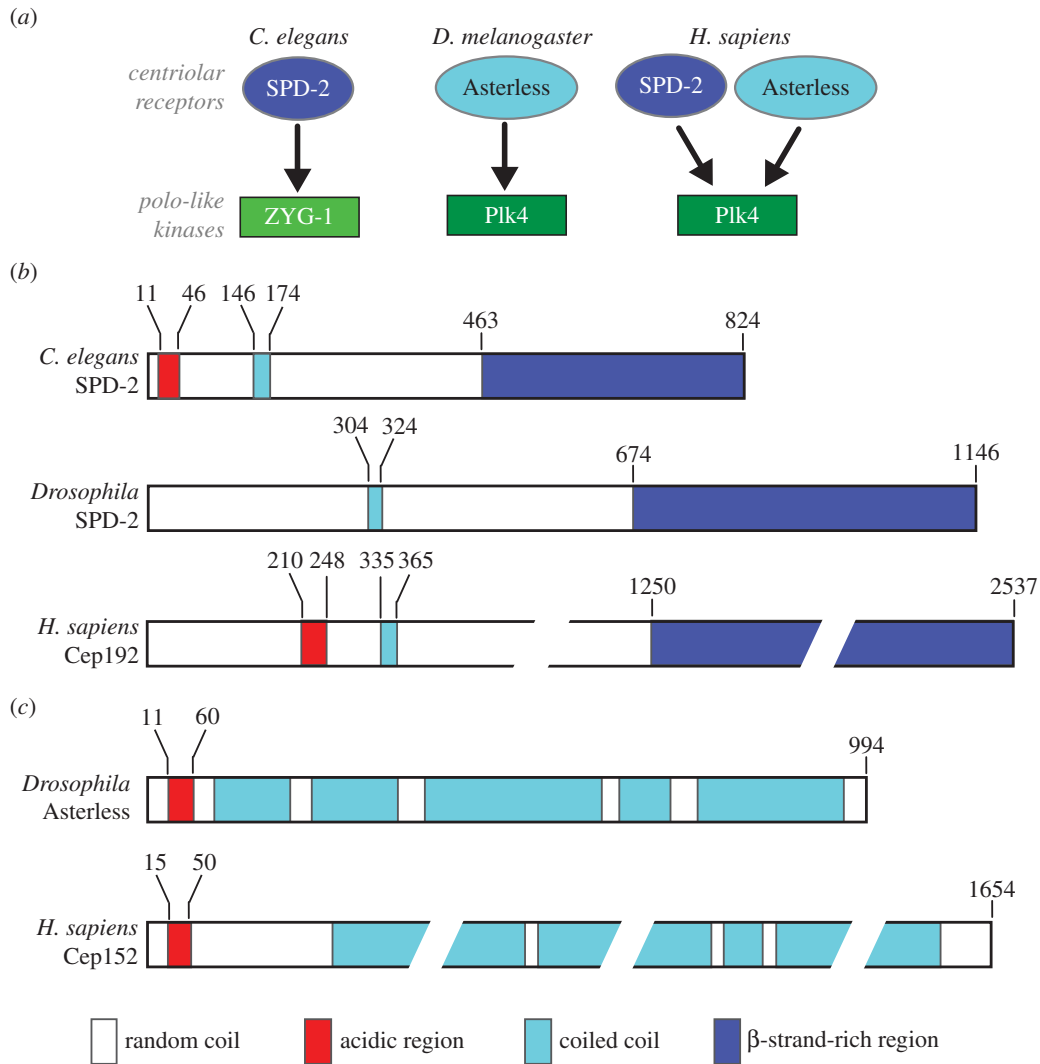 (a)
C. elegans D. melanogaster H. sapiens
centriolar
receptors
SPD-2 Asterless SPD-2 Asterless
polo-like
kinases
ZYG-1 Plk4 Plk4
(b)
11 46 146 174 463 824
C. elegans
SPD-2
304 324 674 1146
Drosophila
SPD-2
210 248 335 365 1250 2537
H. sapiens
Cep192
(c)
11 60 994
Drosophila
Asterless
15 50 1654
H. sapiens
Cep152
random coil acidic region coiled coil β-strand-rich region